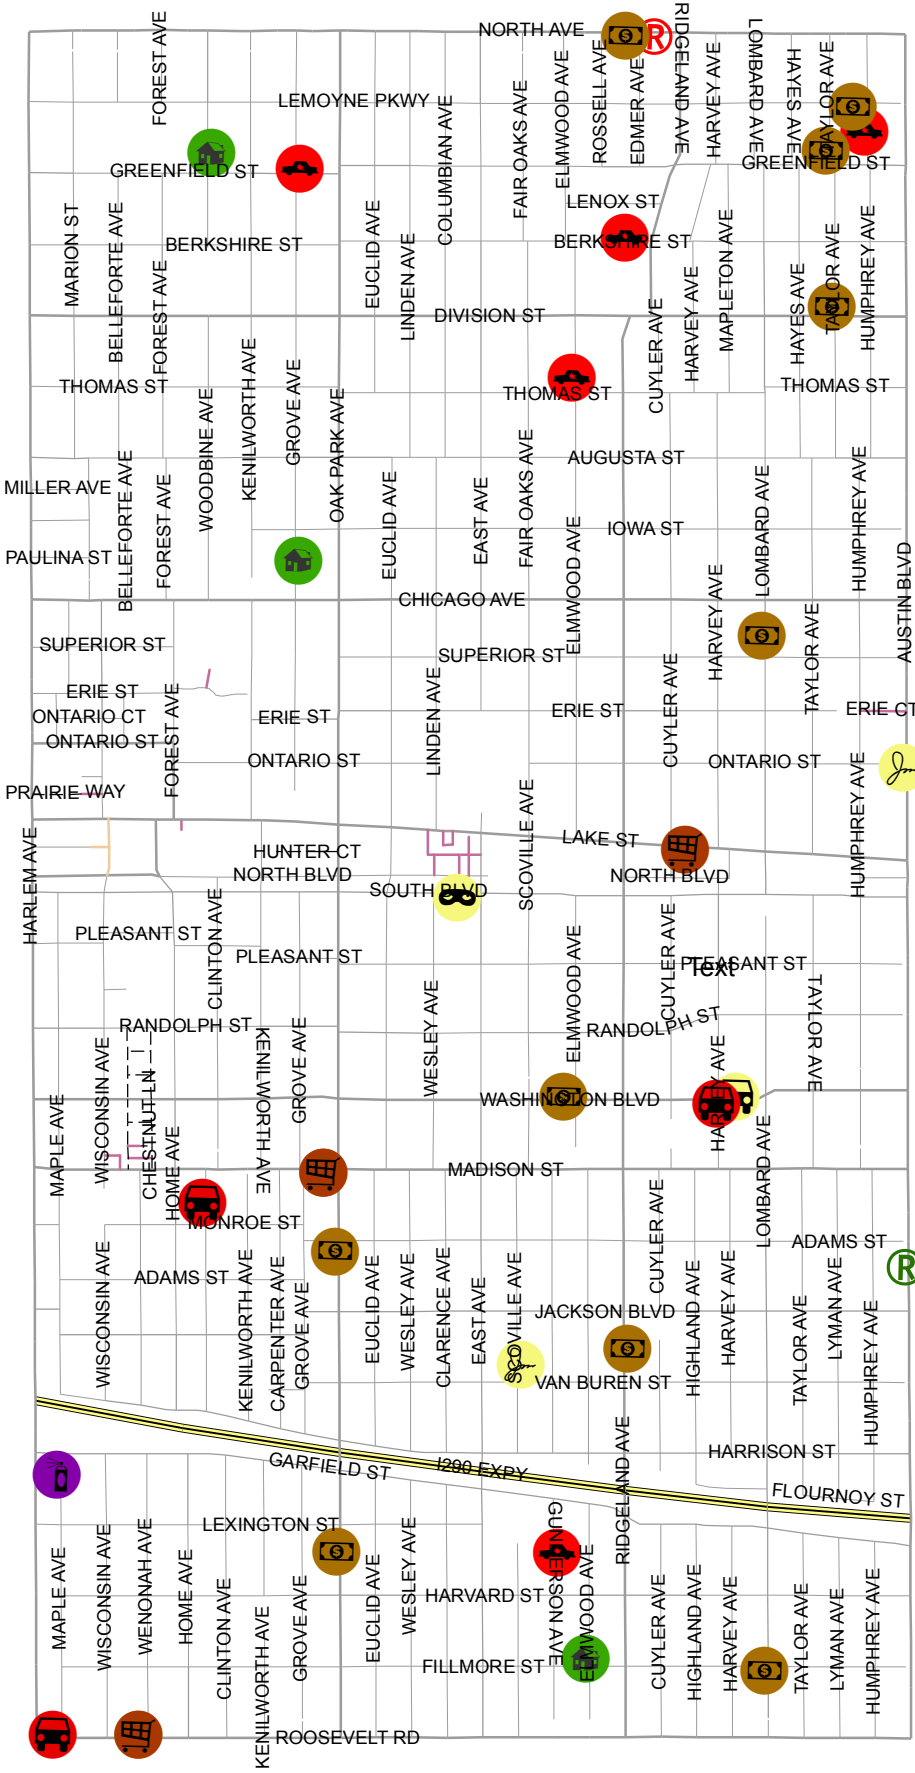 NORTH AVE
®
FOREST AVE
RIDGELAND AVE
LOMBARD AVE
HARVEY AVE
HAYES AVE
TAYLOR AVE
ROSSELL AVE
EDMER AVE
ELMWOOD AVE
FAIR OAKS AVE
COLUMBIAN AVE
LEMOYNE PKWY
GREENFIELD ST
GREENFIELD ST
LENOX ST
MARION ST
BELLEFORTE AVE
FOREST AVE
BERKSHIRE ST
EUCLID AVE
LINDEN AVE
BERKSHIRE ST
MAPLETON AVE
HARVEY AVE
CUYLER AVE
HAYES AVE
TAYLOR AVE
HUMPHREY AVE
DIVISION ST
THOMAS ST
THOMAS ST
THOMAS ST
WOODBINE AVE
KENILWORTH AVE
GROVE AVE
OAK PARK AVE
AUGUSTA ST
MILLER AVE
BELLEFORTE AVE
FOREST AVE
EUCLID AVE
EAST AVE
FAIR OAKS AVE
ELMWOOD AVE
IOWA ST
LOMBARD AVE
HUMPHREY AVE
PAULINA ST
AUSTIN BLVD
CHICAGO AVE
HARVEY AVE
TAYLOR AVE
SUPERIOR ST
SUPERIOR ST
CUYLER AVE
LINDEN AVE
ERIE ST
ONTARIO CT
ERIE ST
ERIE ST
ERIE CT
ONTARIO ST
FOREST AVE
ONTARIO ST
ONTARIO ST
PRAIRIE WAY
SCOVILLE AVE
HUMPHREY AVE
HARLEM AVE
LAKE ST
HUNTER CT
NORTH BLVD
NORTH BLVD
SOUTH BLVD
CLINTON AVE
PLEASANT ST
PLEASANT ST
CUYLER AVE
PLEASANT ST
Text
ELMWOOD AVE
WESLEY AVE
TAYLOR AVE
RANDOLPH ST
RANDOLPH ST
KENILWORTH AVE
GROVE AVE
WISCONSIN AVE
MAPLE AVE
CHESTNUT LN
HOME AVE
WASHINGTON BLVD
HARVEY AVE
LOMBARD AVE
MADISON ST
MONROE ST
CUYLER AVE
ADAMS ST
®
ADAMS ST
WISCONSIN AVE
KENILWORTH AVE
CARPENTER AVE
GROVE AVE
EUCLID AVE
WESLEY AVE
CLARENCE AVE
EAST AVE
SCOVILLE AVE
JACKSON BLVD
HIGHLAND AVE
HARVEY AVE
TAYLOR AVE
LYMAN AVE
HUMPHREY AVE
VAN BUREN ST
HARRISON ST
GARFIELD ST
I290 EXPY
RIDGELAND AVE
FLOURNOY ST
LEXINGTON ST
MAPLE AVE
WISCONSIN AVE
WENONAH AVE
HOME AVE
CLINTON AVE
KENILWORTH AVE
GROVE AVE
EUCLID AVE
WESLEY AVE
GUNDERSON AVE
ELMWOOD AVE
HARVARD ST
CUYLER AVE
HIGHLAND AVE
HARVEY AVE
TAYLOR AVE
LYMAN AVE
HUMPHREY AVE
FILLMORE ST
ROOSEVELT RD